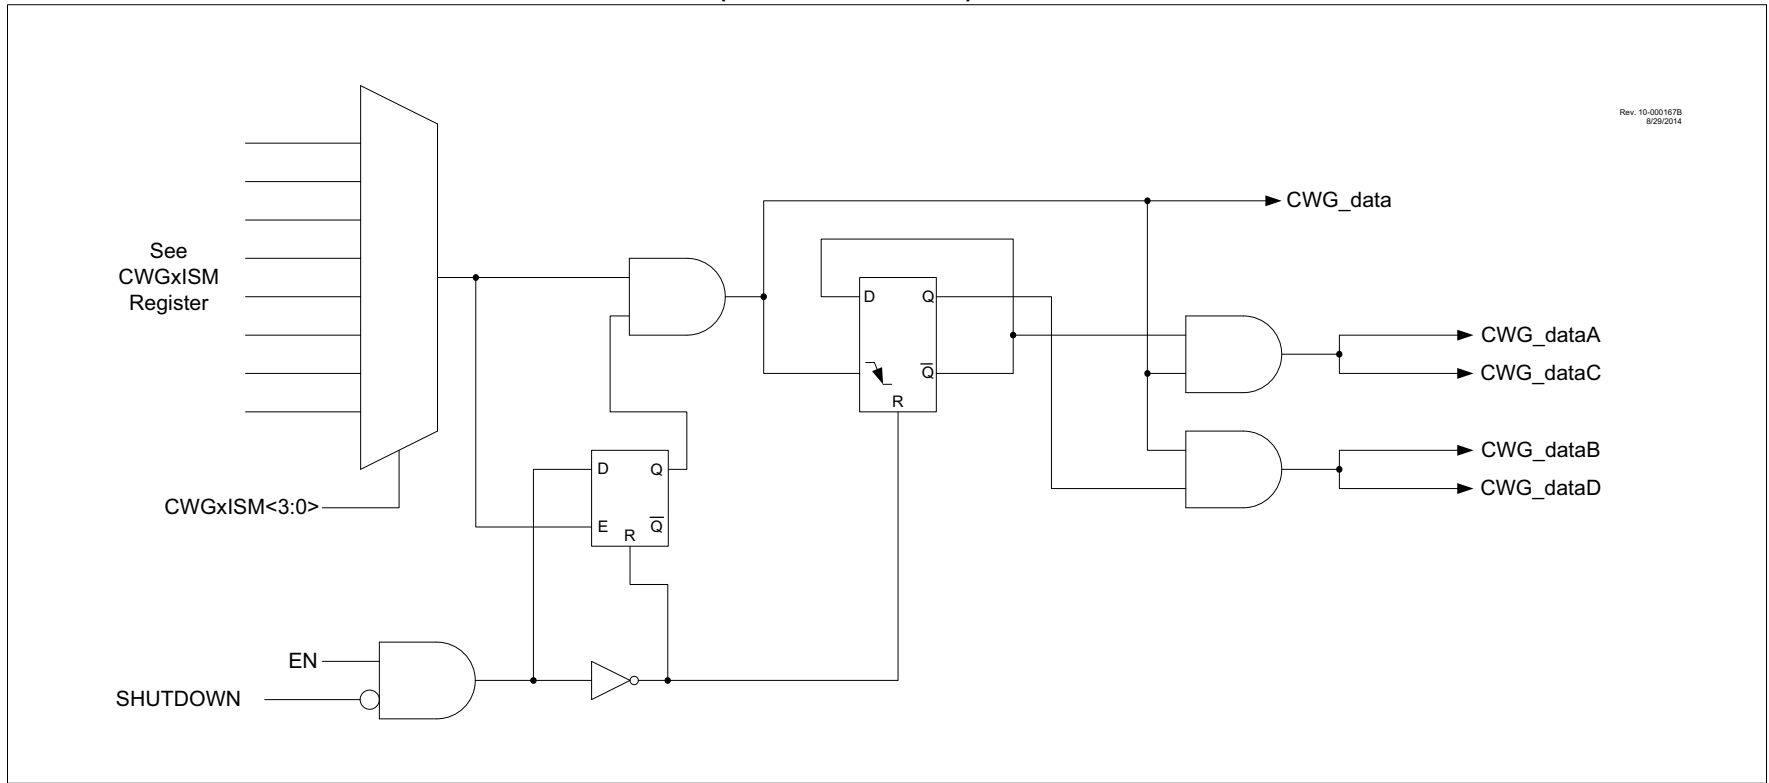 Rev. 10-000167B
8/29/2014
CWG_data
See
CWGxISM
Register
D
Q
Q
R
CWG_dataA
CWG_dataC
CWG_dataB
CWG_dataD
D
Q
E
Q
R
CWGxISM<3:0>
EN
SHUTDOWN